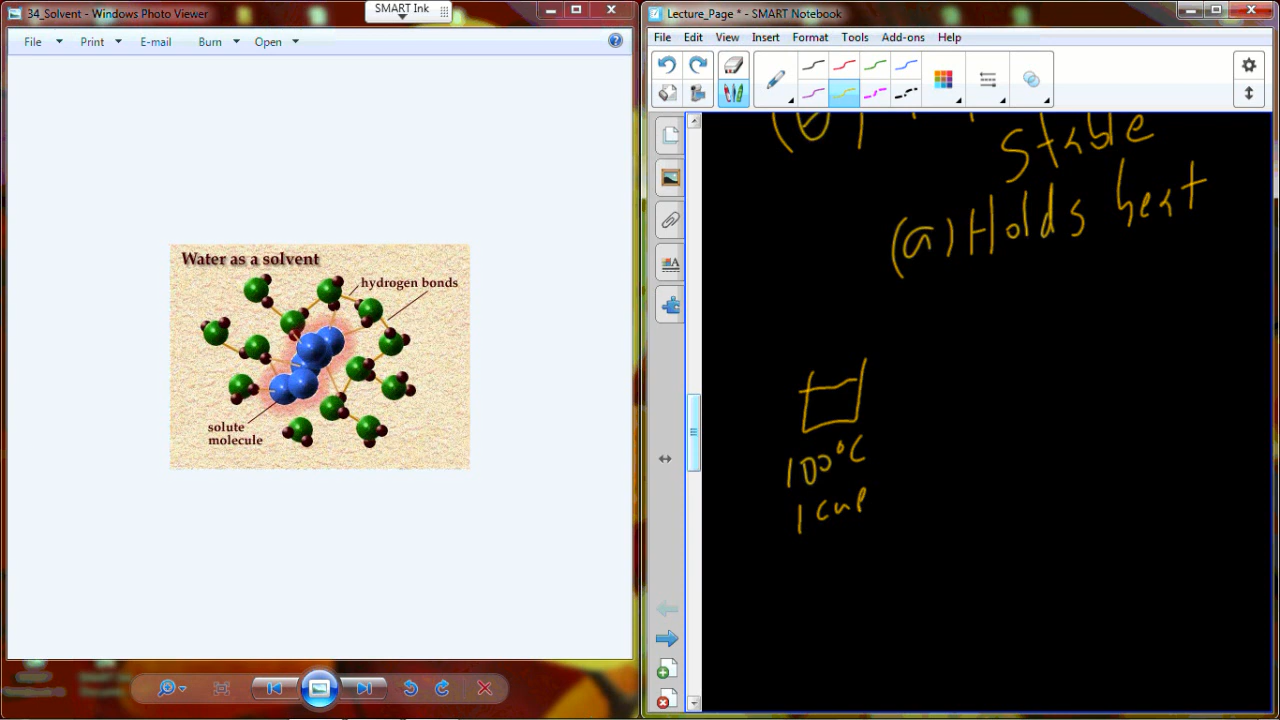 34_Solvent - Windows Photo Viewer
File Print E-mail Burn Open
SMART Ink
Water as a solvent
hydrogen bonds
solute
molecule
Lecture_Page * - SMART Notebook
File Edit View Insert Format Tools Add-ons Help
Stable
(a) Holds heat
100°C
1 cup